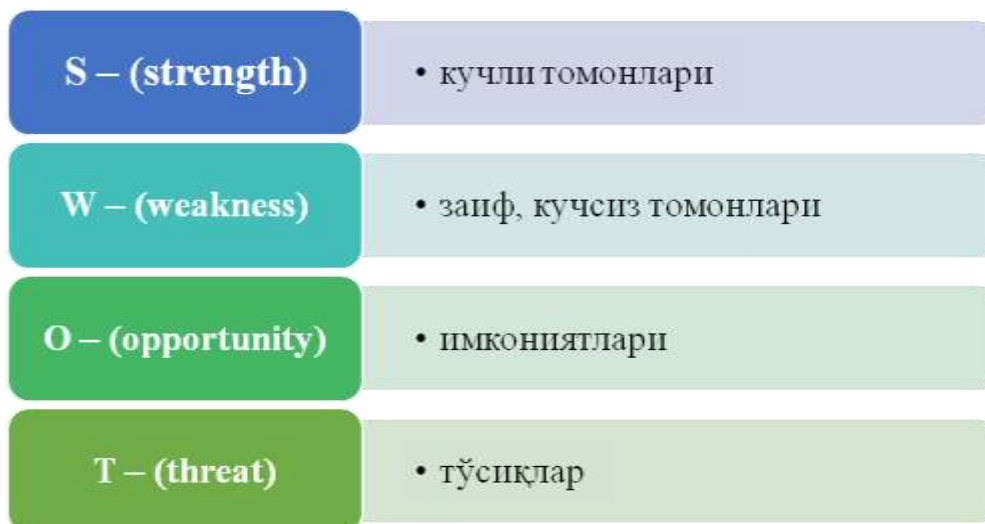 S – (strength)
• кучли томонлари
W – (weakness)
• заиф, кучсиз томонлари
O – (opportunity)
• имкониятлари
T – (threat)
• тўсиқлар